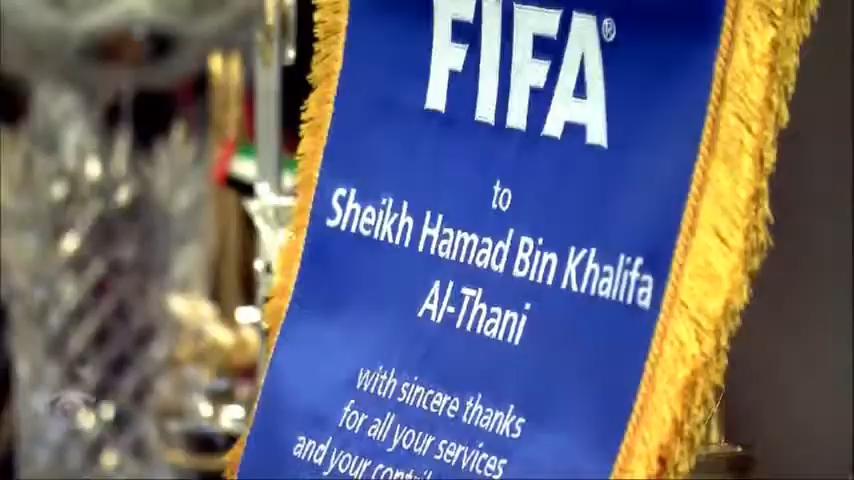 FIFA®
to
Sheikh Hamad Bin Khalifa
Al-Thani
with sincere thanks
for all your services
and your